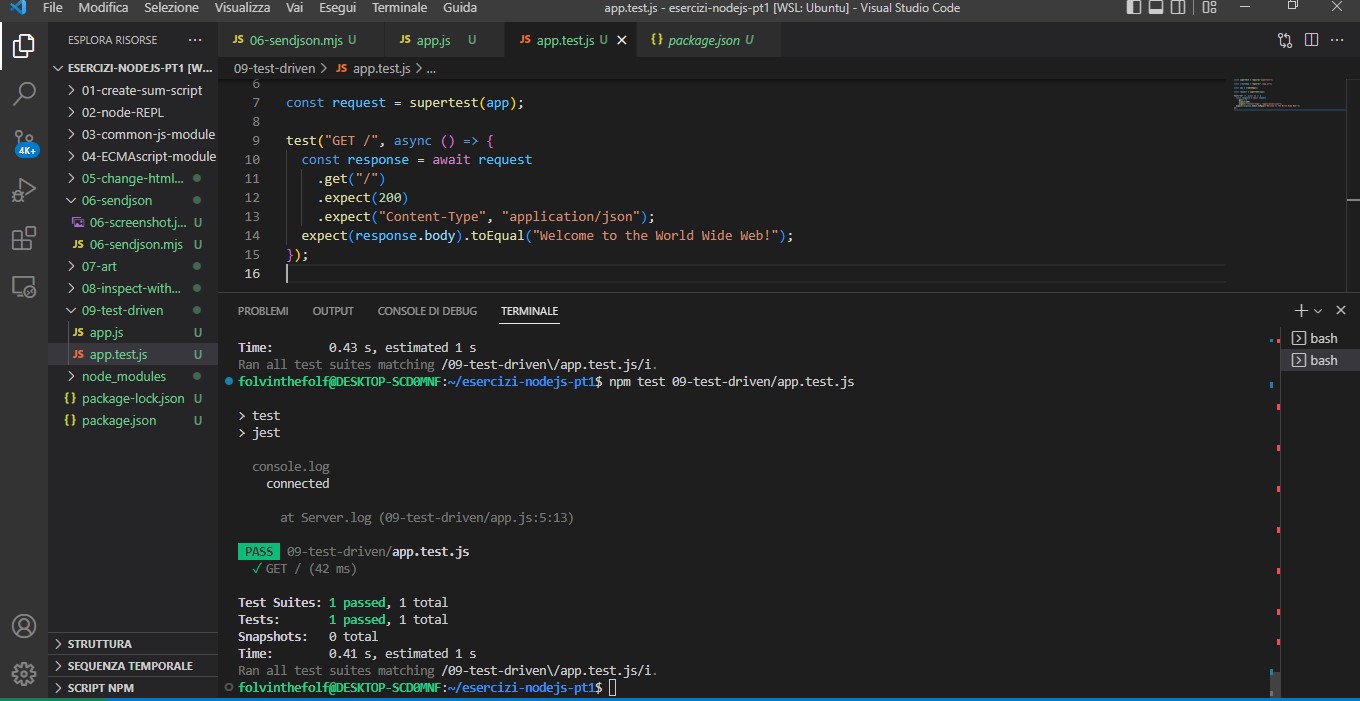 File Modifica Selezione Visualizza Vai Esegui Terminale Guida
app.test.js - esercizi-nodejs-pt1 [WSL: Ubuntu] - Visual Studio Code
ESPLORA RISORSE ...
JS 06-sendjson.mjs U
JS app.js U
JS app.test.js U
{} package.json U
09-test-driven > JS app.test.js > ...
ESERCIZI-NODEJS-PT1 [W...
01-create-sum-script
02-node-REPL
03-common-js-module
04-ECMAscript-module
05-change-html...
06-sendjson
06-screenshot.j... U
JS 06-sendjson.mjs U
07-art
08-inspect-with...
09-test-driven
JS app.js U
JS app.test.js U
node_modules
{} package-lock.json U
{} package.json U
4K+
STRUTTURA
SEQUENZA TEMPORALE
SCRIPT NPM
6
7 const request = supertest(app);
8
9 test("GET /", async () => {
10 const response = await request
11 .get("/")
12 .expect(200)
13 .expect("Content-Type", "application/json");
14 expect(response.body).toEqual("Welcome to the World Wide Web!");
15 });
16
PROBLEMI OUTPUT CONSOLE DI DEBUG TERMINALE
bash
bash
Time: 0.43 s, estimated 1 s
Ran all test suites matching /09-test-driven\/app.test.js/i.
folvinthefolf@DESKTOP-SCD0MNF:~/esercizi-nodejs-pt1$ npm test 09-test-driven/app.test.js
> test
> jest
console.log
connected
at Server.log (09-test-driven/app.js:5:13)
PASS 09-test-driven/app.test.js
✓ GET / (42 ms)
Test Suites: 1 passed, 1 total
Tests: 1 passed, 1 total
Snapshots: 0 total
Time: 0.41 s, estimated 1 s
Ran all test suites matching /09-test-driven\/app.test.js/i.
folvinthefolf@DESKTOP-SCD0MNF:~/esercizi-nodejs-pt1$